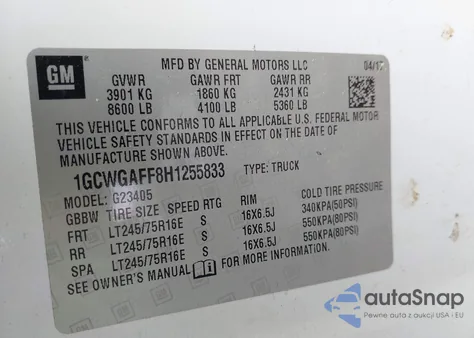 GM
MFD BY GENERAL MOTORS LLC 04/17
GVWR GAWR FRT GAWR RR
3901 KG 1860 KG 2431 KG
8600 LB 4100 LB 5360 LB
THIS VEHICLE CONFORMS TO ALL APPLICABLE U.S. FEDERAL MOTOR
VEHICLE SAFETY STANDARDS IN EFFECT ON THE DATE OF
MANUFACTURE SHOWN ABOVE.
1GCWGAFF8H1255833 TYPE: TRUCK
MODEL: G23405
GBBW TIRE SIZE SPEED RTG RIM COLD TIRE PRESSURE
FRT LT245/75R16E S 16X6.5J 340KPA(50PSI)
RR LT245/75R16E S 16X6.5J 550KPA(80PSI)
SPA LT245/75R16E S 16X6.5J 550KPA(80PSI)
SEE OWNER'S MANUAL FOR MORE INFORMATION.
autoSnap
Pewne auta z aukcji USA i EU